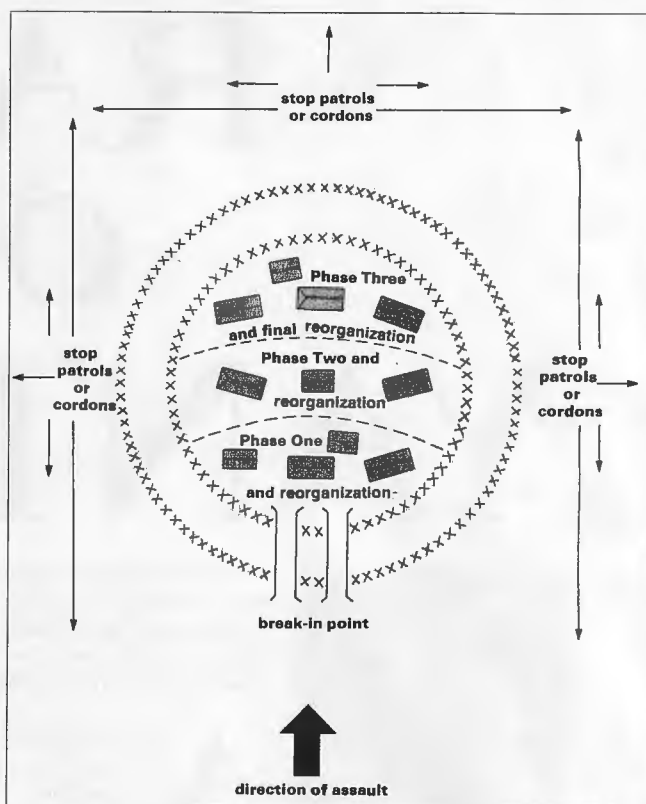 stop patrols
or cordons
Phase Three
and final reorganization
stop
patrols
or
cordons
Phase Two and
reorganization
stop
patrols
or
cordons
Phase One
and reorganization
break-in point
direction of assault